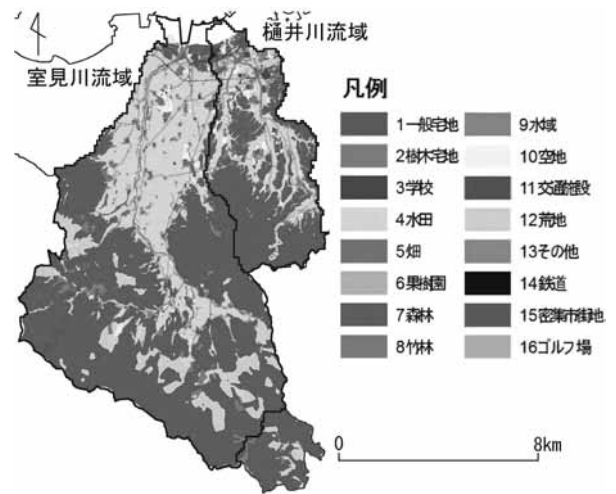 樋井川流域
室見川流域
凡例
1一般宅地
2樹木宅地
3学校
4水田
5畑
6果樹園
7森林
8竹林
9水域
10空地
11交通施設
12荒地
13その他
14鉄道
15密集市街地
16ゴルフ場
0 8km